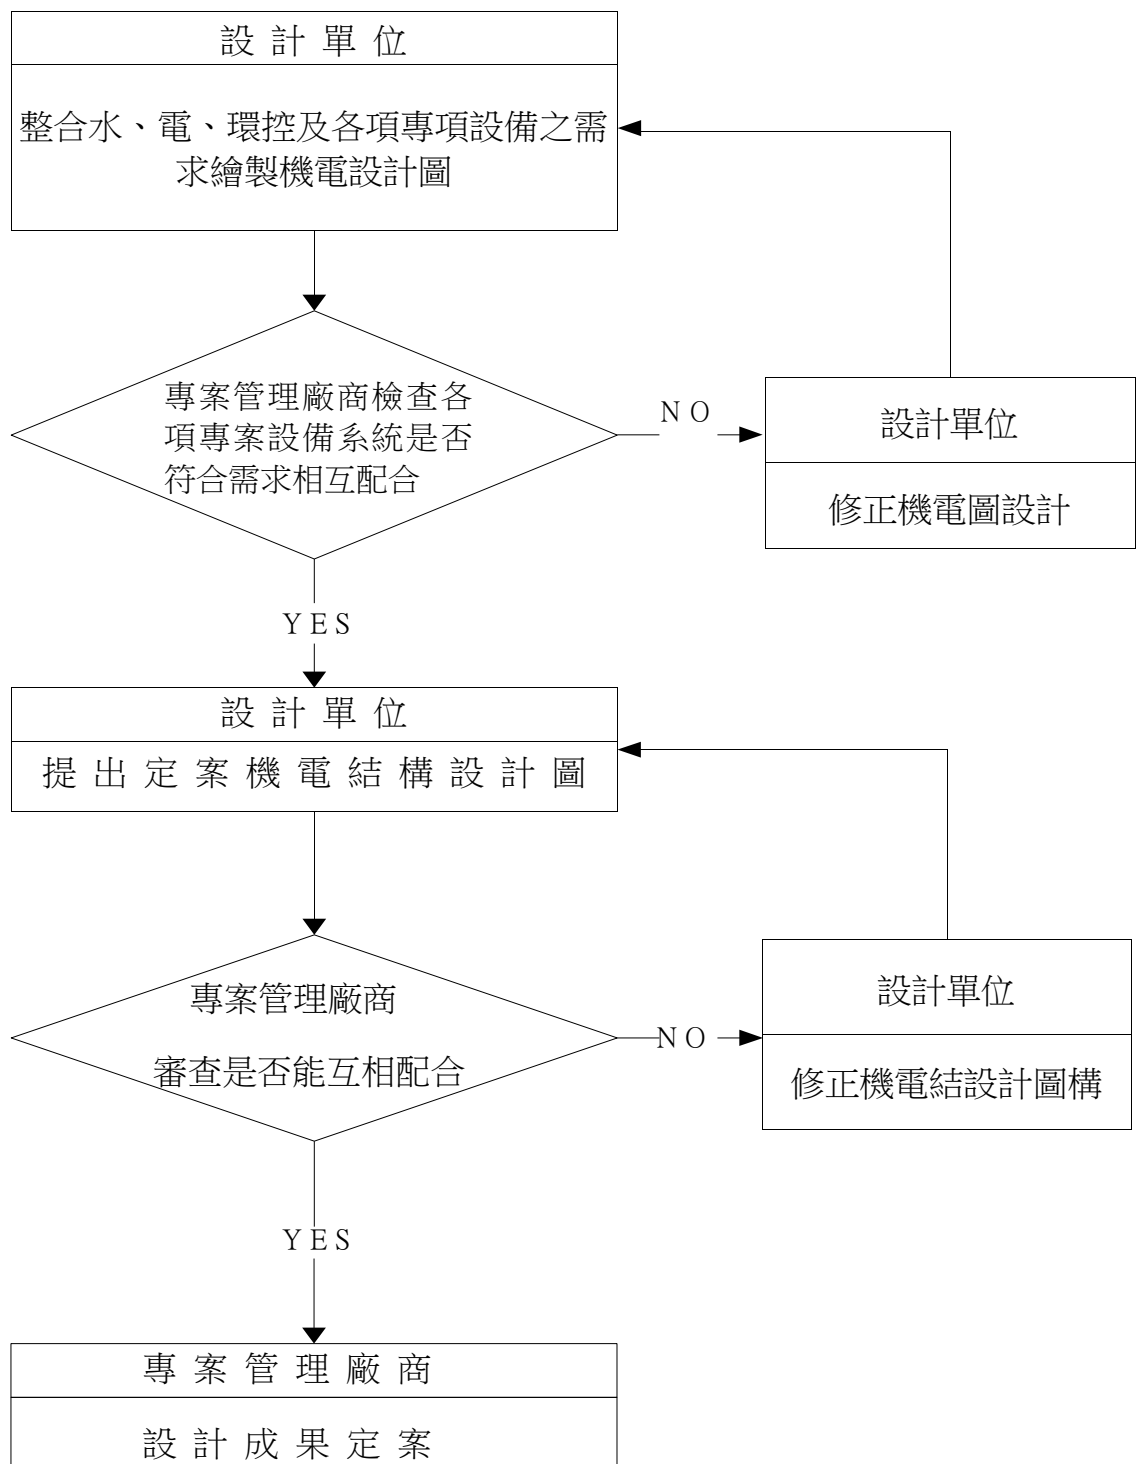 設計單位
整合水、電、環控及各項專項設備之需
求繪製機電設計圖
專案管理廠商檢查各
項專案設備系統是否
符合需求相互配合
NO
設計單位
修正機電圖設計
YES
設計單位
提出定案機電結構設計圖
專案管理廠商
審查是否能互相配合
NO
設計單位
修正機電結設計圖構
YES
專案管理廠商
設計成果定案